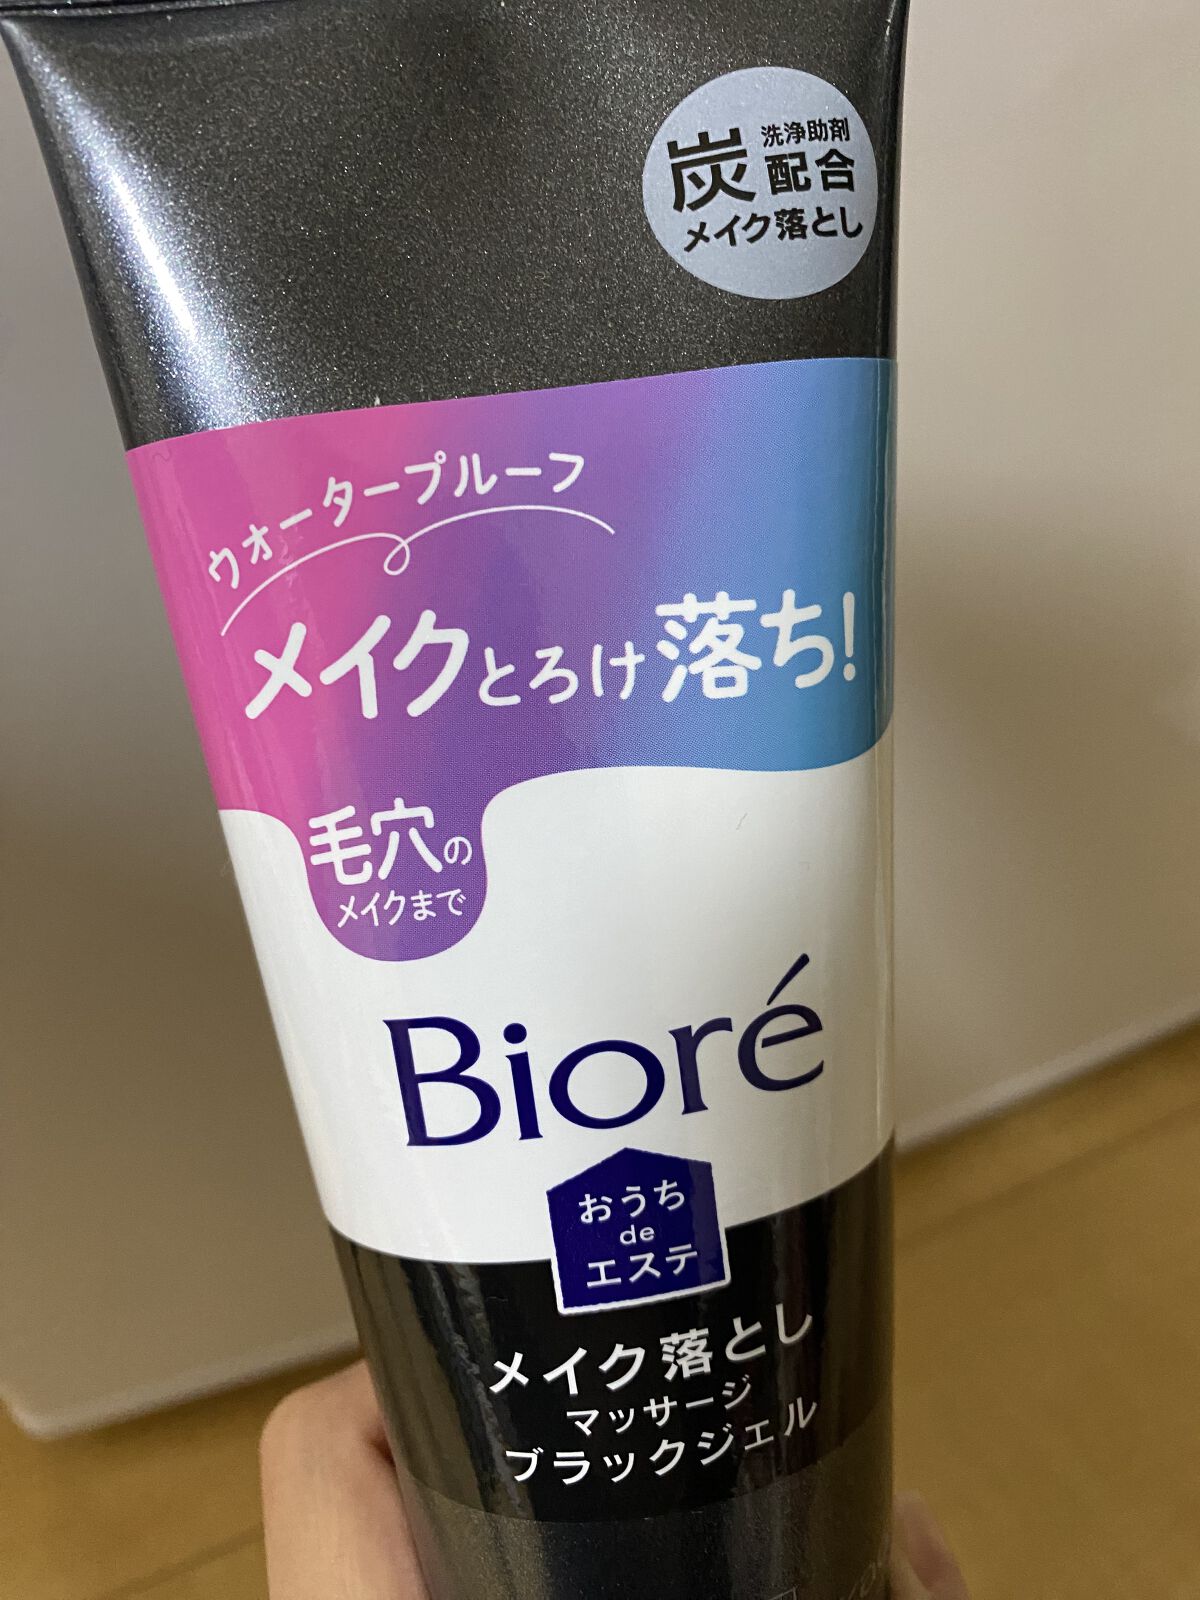 炭
洗浄助剤
配合
メイク落とし
ウォータープルーフ
メイクとろけ落ち!
毛穴の
メイクまで
Bioré
おうち
de
エステ
メイク落とし
マッサージ
ブラックジェル